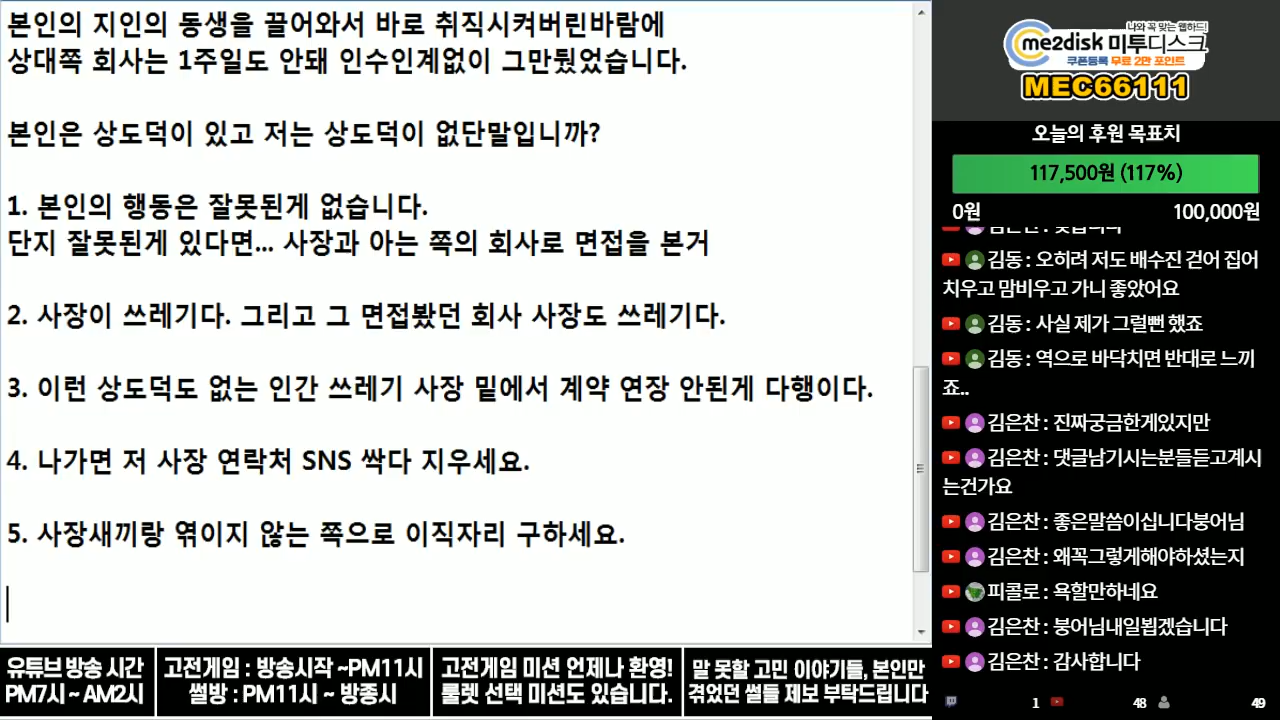 본인의 지인의 동생을 끌어와서 바로 취직시켜버린바람에
상대쪽 회사는 1주일도 안돼 인수인계없이 그만뒀었습니다.
본인은 상도덕이 있고 저는 상도덕이 없단말입니까?
1. 본인의 행동은 잘못된게 없습니다.
단지 잘못된게 있다면... 사장과 아는 쪽의 회사로 면접을 본거
2. 사장이 쓰레기다. 그리고 그 면접봤던 회사 사장도 쓰레기다.
3. 이런 상도덕도 없는 인간 쓰레기 사장 밑에서 계약 연장 안된게 다행이다.
4. 나가면 저 사장 연락처 SNS 싹다 지우세요.
5. 사장새끼랑 엮이지 않는 쪽으로 이직자리 구하세요.
유튜브 방송 시간
PM7시 ~ AM2시
고전게임 : 방송시작 ~PM11시
썰방 : PM11시 ~ 방종시
고전게임 미션 언제나 환영!
룰렛 선택 미션도 있습니다.
말 못할 고민 이야기들, 본인만
겪었던 썰들 제보 부탁드립니다
나와 꼭 맞는 웹하드!
me2disk 미투디스크
쿠폰등록 무료 2만 포인트
MEC66111
오늘의 후원 목표치
117,500원 (117%)
0원 100,000원
김동 : 오히려 저도 배수진 걷어 집어
치우고 맘비우고 가니 좋았어요
김동 : 사실 제가 그럴뻔 했죠
김동 : 역으로 바닥치면 반대로 느끼
죠..
김은찬 : 진짜궁금한게있지만
김은찬 : 댓글남기시는분들듣고계시
는건가요
김은찬 : 좋은말씀이십니다붕어님
김은찬 : 왜꼭그렇게해야하셨는지
피콜로 : 욕할만하네요
김은찬 : 붕어님내일뵙겠습니다
김은찬 : 감사합니다
1 48 49